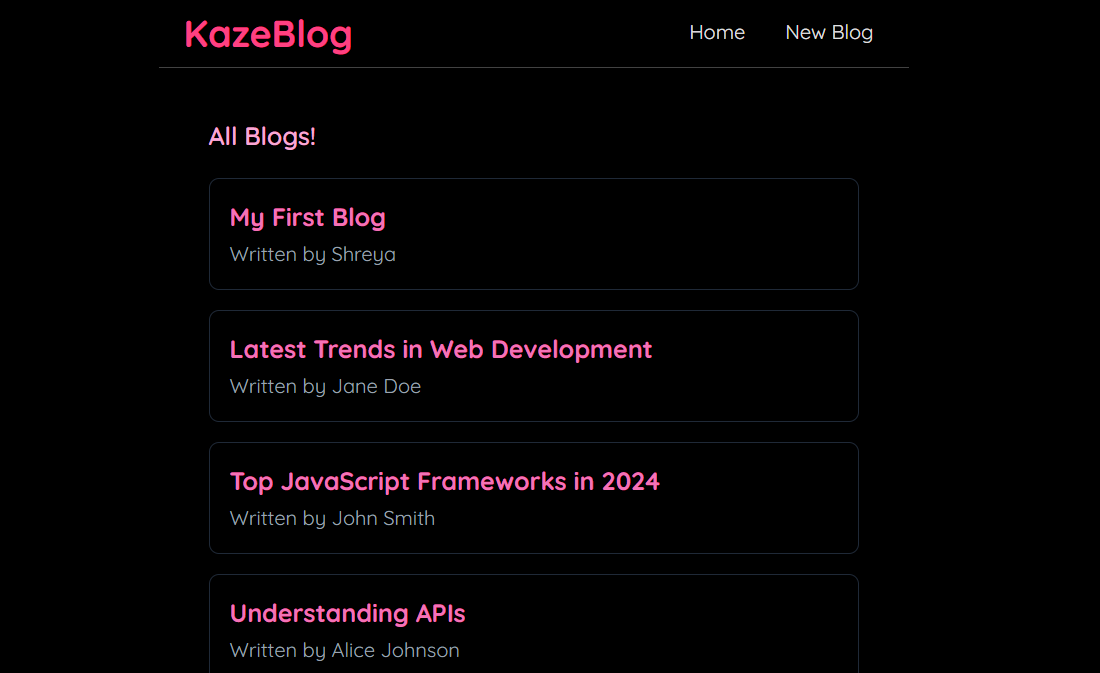 KazeBlog
Home
New Blog
All Blogs!
My First Blog
Written by Shreya
Latest Trends in Web Development
Written by Jane Doe
Top JavaScript Frameworks in 2024
Written by John Smith
Understanding APIs
Written by Alice Johnson